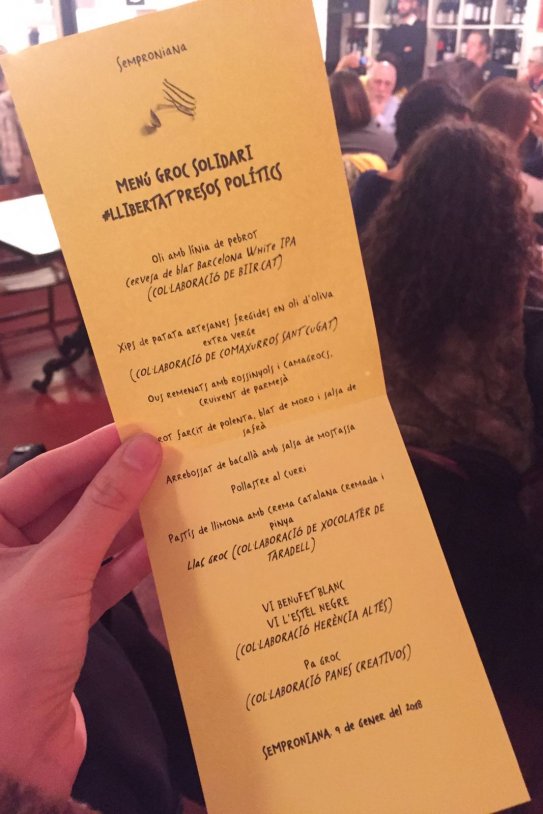 Semproniana
MENÚ GROC SOLIDARI
#LLIBERTAT PRESOS POLÍTICS
Oli amb línia de pebrot
Cervesa de blat Barcelona White IPA
(COL·LABORACIÓ DE BIIRCAT)
Xips de patata artesanes fregides en oli d'oliva
extra verge
(COL·LABORACIÓ DE COMAXURROS SANT CUGAT)
Ous remenats amb rossinyols i camagrocs,
cruixent de parmesà
farcit de polenta, blat de moro i salsa de
safrà
Arrebossat de bacallà amb salsa de mostassa
Pollastre al curri
Pastís de llimona amb crema catalana cremada i
pinya
Llac groc (COL·LABORACIÓ DE XOCOLATER DE
TARADELL)
VI BENUFET BLANC
VI L'ESTEL NEGRE
(COL·LABORACIÓ HERÈNCIA ALTÉS)
Pa groc
(COL·LABORACIÓ PANES CREATIVOS)
SEMPRONIANA. 9 de gener del 2018